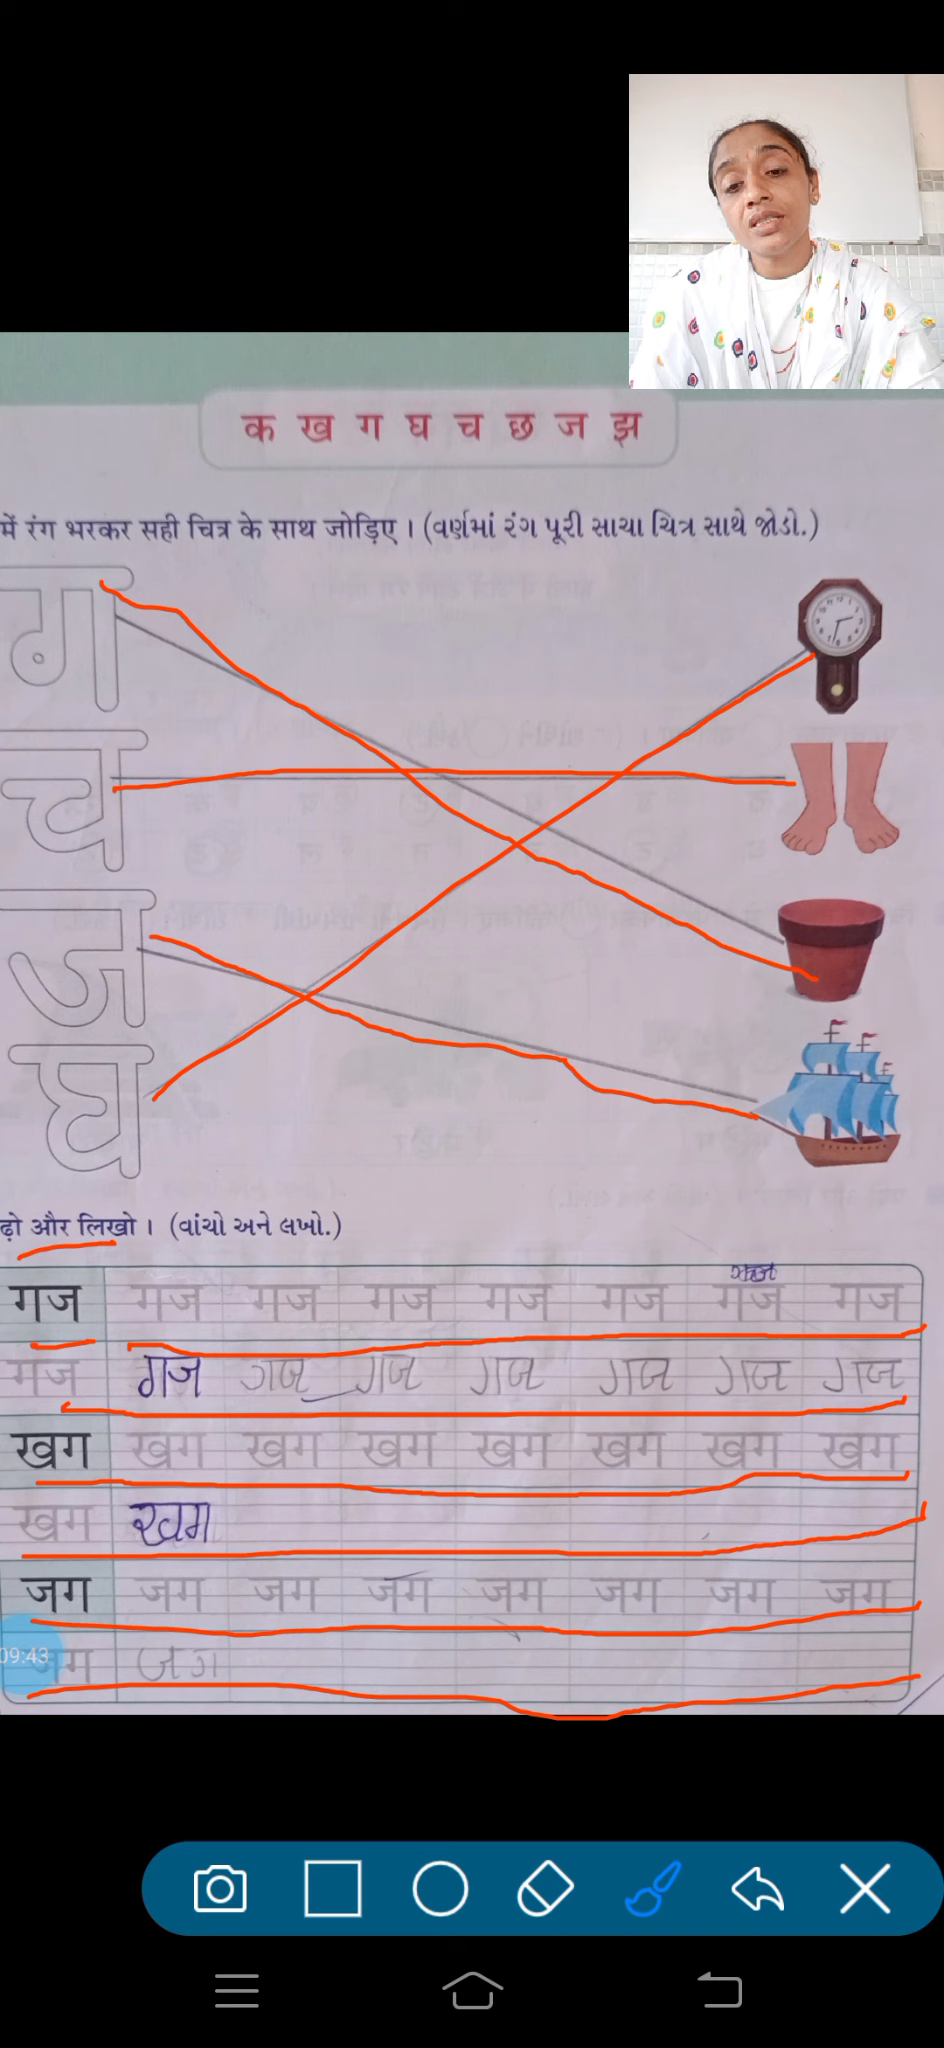 क ख ग घ च छ ज झ
में रंग भरकर सही चित्र के साथ जोड़िए । (વર્ણમાં રંગ પૂરી સાચા ચિત્ર સાથે જોડો.)
ग
च
ज
घ
ढ़ो और लिखो । (વાંચો અને લખો.)
गज गज गज गज गज गज गज गज
गज गज गज गज गज गज गज गज
खग खग खग खग खग खग खग खग
खग खग
जग जग जग जग जग जग जग जग
जग जग
09:43